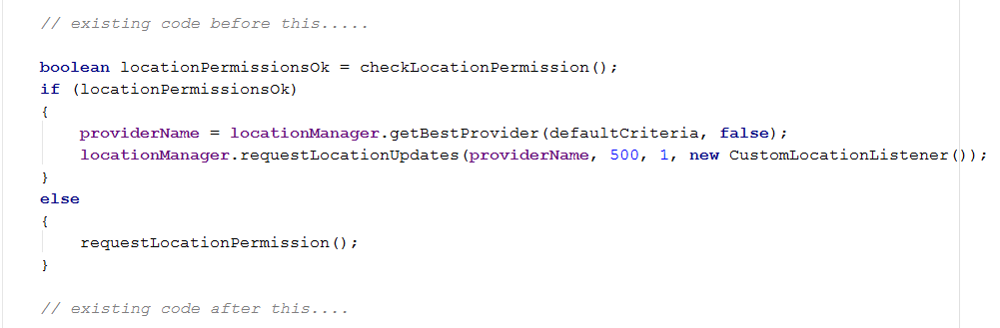 // existing code before this.....
boolean locationPermissionsOk = checkLocationPermission();
if (locationPermissionsOk)
{
providerName = locationManager.getBestProvider(defaultCriteria, false);
locationManager.requestLocationUpdates(providerName, 500, 1, new CustomLocationListener());
}
else
{
requestLocationPermission();
}
// existing code after this....